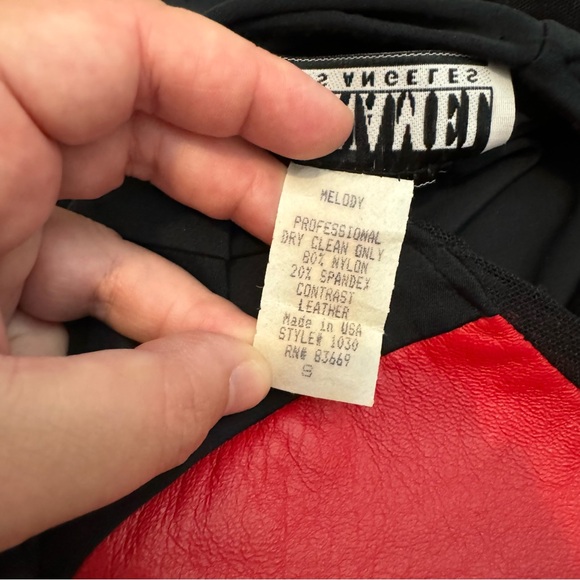 ANGELES
MELODY
PROFESSIONAL
DRY CLEAN ONLY
80% NYLON
20% SPANDEX
CONTRAST
LEATHER
Made in USA
STYLE# 1030
RN# 83669
S